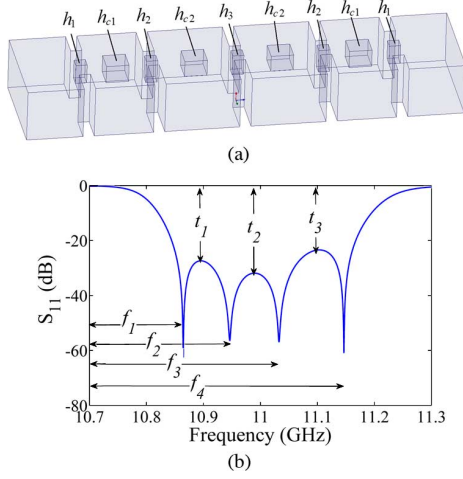 h1 hc1 h2 hc2 h3 hc2 h2 hc1 h1
(a)
0
-20
-40
-60
-80
S11 (dB)
t1 t2 t3
f1
f2
f3
f4
10.7 10.8 10.9 11 11.1 11.2 11.3
Frequency (GHz)
(b)